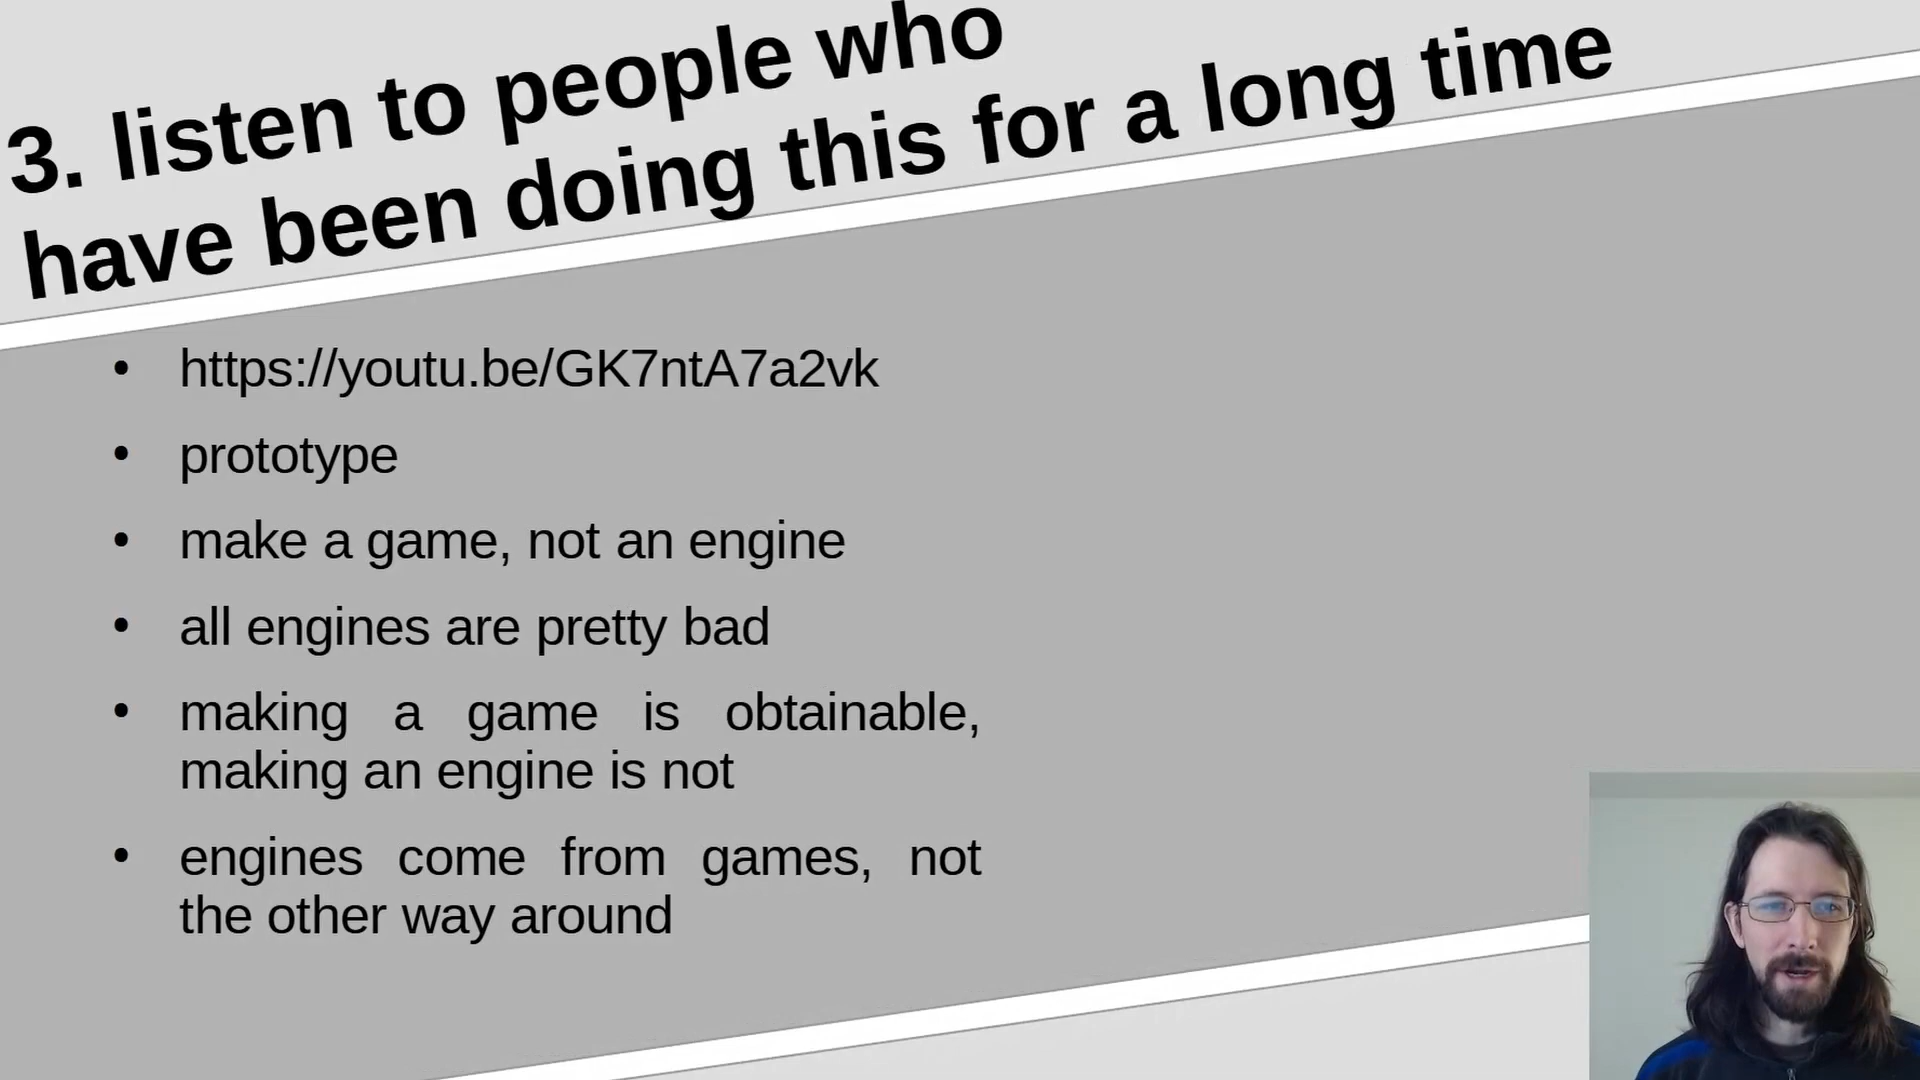 3. listen to people who
have been doing this for a long time
• https://youtu.be/GK7ntA7a2vk
• prototype
• make a game, not an engine
• all engines are pretty bad
• making a game is obtainable,
making an engine is not
• engines come from games, not
the other way around